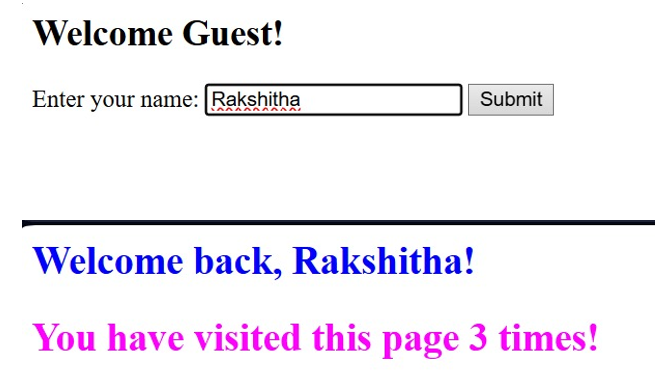 Welcome Guest!
Enter your name: Rakshitha Submit
Welcome back, Rakshitha!
You have visited this page 3 times!